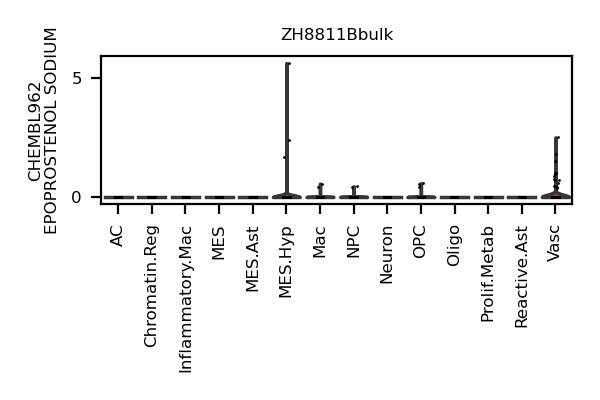 ZH8811Bbulk
CHEMBL962
EPOPROSTENOL SODIUM
5
0
AC
Chromatin.Reg
Inflammatory.Mac
MES
MES.Ast
MES.Hyp
Mac
NPC
Neuron
OPC
Oligo
Prolif.Metab
Reactive.Ast
Vasc